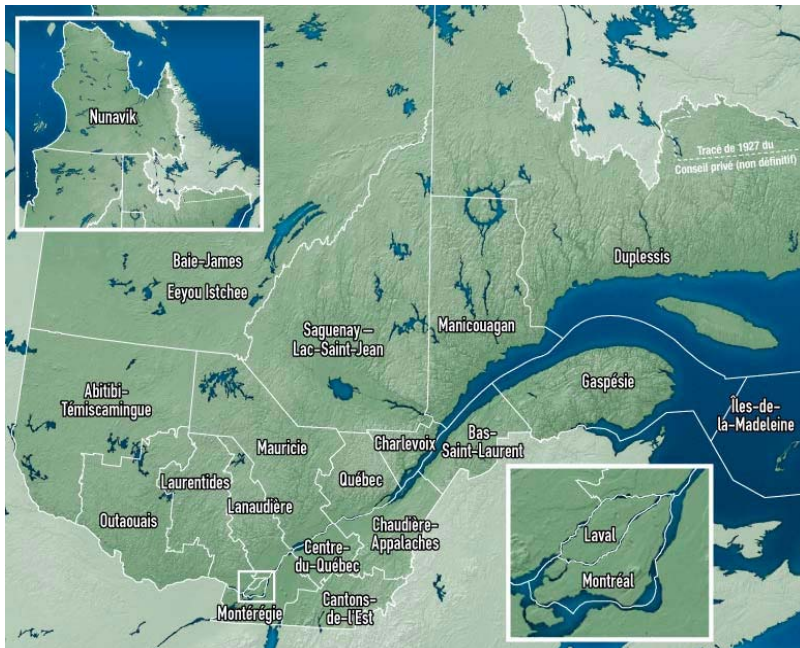 Nunavik
Tracé de 1927 du
Conseil privé (non définitif)
Baie-James
Eeyou Istchee
Duplessis
Saguenay –
Lac-Saint-Jean
Manicouagan
Abitibi-
Témiscamingue
Gaspésie
Îles-de-
la-Madeleine
Mauricie
Charlevoix
Bas-
Saint-Laurent
Laurentides
Québec
Lanaudière
Outaouais
Chaudière-
Appalaches
Centre-
du-Québec
Laval
Montréal
Montérégie
Cantons-
de-l'Est